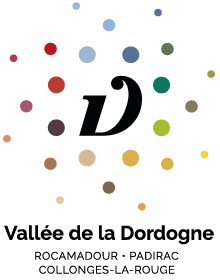 ν
Vallée de la Dordogne
ROCAMADOUR • PADIRAC
COLLONGES-LA-ROUGE